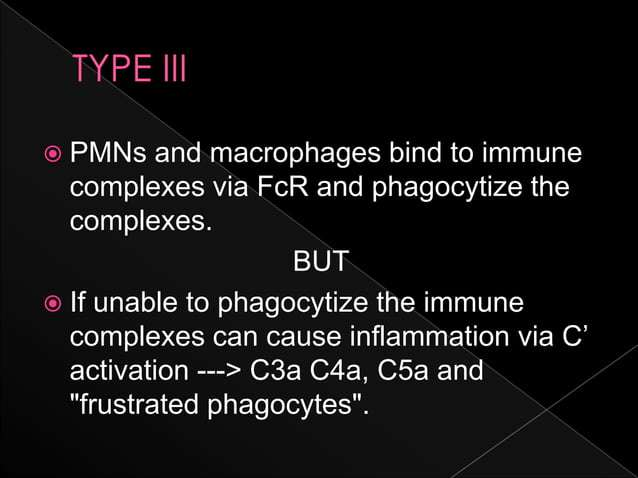 TYPE III
PMNs and macrophages bind to immune
complexes via FcR and phagocytize the
complexes.
BUT
If unable to phagocytize the immune
complexes can cause inflammation via C’
activation ---> C3a C4a, C5a and
"frustrated phagocytes".